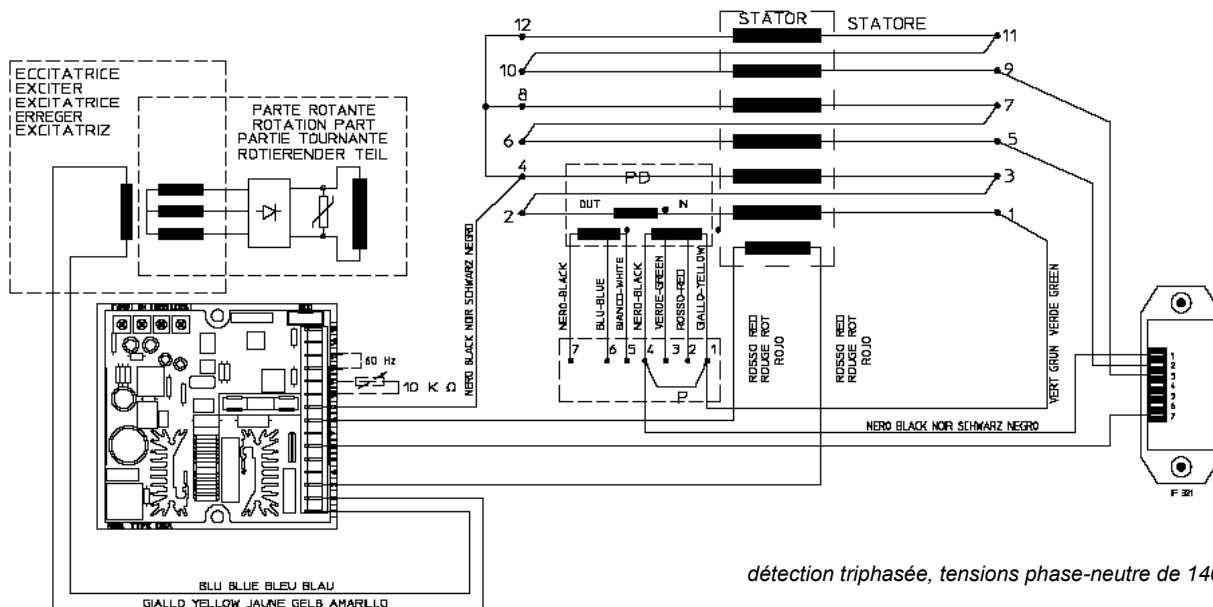 STATOR
STATORE
12
11
10
9
8
7
6
5
4
3
2
1
ECCITATRICE
EXCITER
EXCITATRICE
ERREGER
EXCITATRIZ
PARTE ROTANTE
ROTATION PART
PARTIE TOURNANTE
ROTIERENDER TEIL
PD
OUT
IN
NERO-BLACK
BLU-BLUE
BIANCO-WHITE
NERO-BLACK
VERDE-GREEN
ROSSO-RED
GIALLO-YELLOW
7 6 5 4 3 2 1
P
NERO BLACK NOIR SCHWARZ NEGRO
60 Hz
10 K Ω
ROSSO RED
ROUGE ROT
ROJO
ROSSO RED
ROUGE ROT
ROJO
VERT GRUN VERDE GREEN
NERO BLACK NOIR SCHWARZ NEGRO
1
2
3
4
5
6
7
BLU BLUE BLEU BLAU
GIALLO YELLOW JAUNE GELB AMARILLO
détection triphasée, tensions phase-neutre de 140